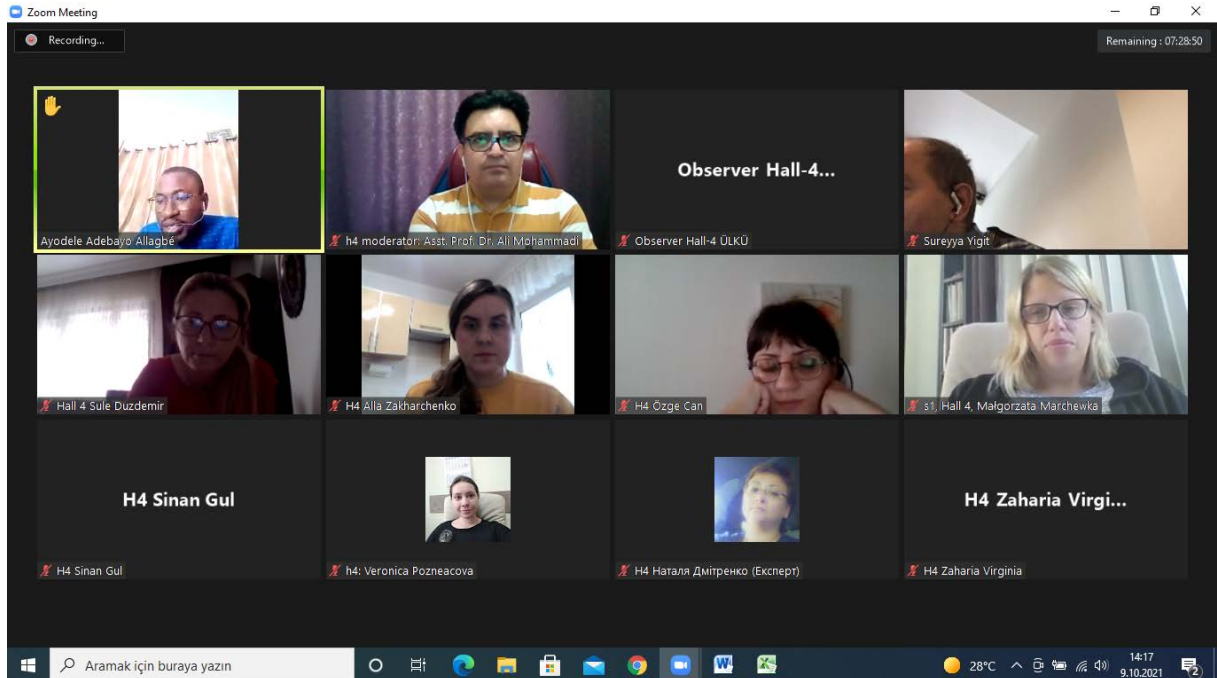 Zoom Meeting
Recording...
Remaining : 07:28:50
Ayodele Adebayo Allagbé
h4 moderator: Asst. Prof. Dr. Ali Mohammadi
Observer Hall-4...
Observer Hall-4 ÜLKÜ
Sureyya Yigit
Hall 4 Sule Duzdemir
H4 Alla Zakharchenko
H4 Özge Can
s1, Hall 4, Małgorzata Marchewka
H4 Sinan Gul
H4 Sinan Gul
h4: Veronica Pozneacova
H4 Наталя Дмітренко (Експерт)
H4 Zaharia Virgi...
H4 Zaharia Virginia
Aramak için buraya yazın
28°C
14:17
9.10.2021
2